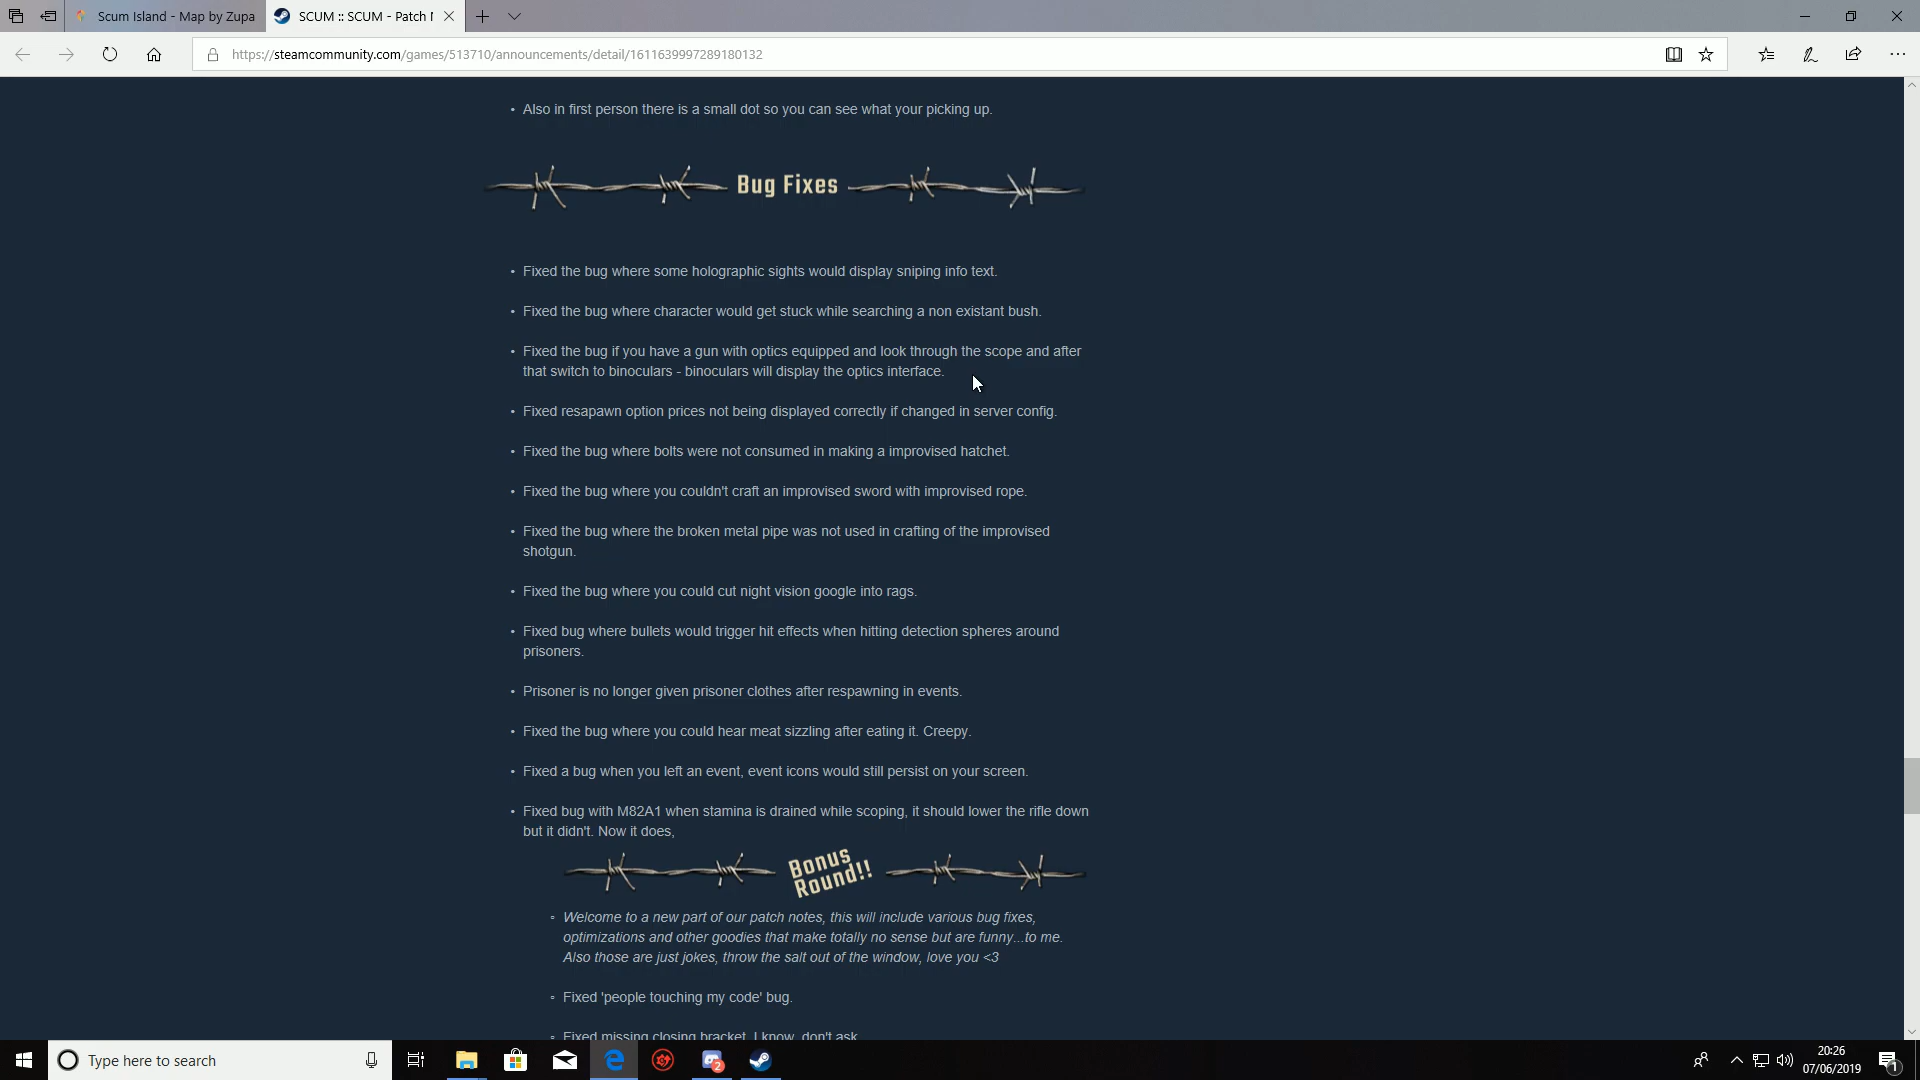 Scum Island - Map by Zupa
SCUM :: SCUM - Patch
https://steamcommunity.com/games/513710/announcements/detail/1611639997289180132
• Also in first person there is a small dot so you can see what your picking up.
Bug Fixes
• Fixed the bug where some holographic sights would display sniping info text.
• Fixed the bug where character would get stuck while searching a non existant bush.
• Fixed the bug if you have a gun with optics equipped and look through the scope and after
that switch to binoculars - binoculars will display the optics interface.
• Fixed resapawn option prices not being displayed correctly if changed in server config.
• Fixed the bug where bolts were not consumed in making a improvised hatchet.
• Fixed the bug where you couldn't craft an improvised sword with improvised rope.
• Fixed the bug where the broken metal pipe was not used in crafting of the improvised
shotgun.
• Fixed the bug where you could cut night vision google into rags.
• Fixed bug where bullets would trigger hit effects when hitting detection spheres around
prisoners.
• Prisoner is no longer given prisoner clothes after respawning in events.
• Fixed the bug where you could hear meat sizzling after eating it. Creepy.
• Fixed a bug when you left an event, event icons would still persist on your screen.
• Fixed bug with M82A1 when stamina is drained while scoping, it should lower the rifle down
but it didn't. Now it does,
Bonus
Round!!
◦ Welcome to a new part of our patch notes, this will include various bug fixes,
optimizations and other goodies that make totally no sense but are funny...to me.
Also those are just jokes, throw the salt out of the window, love you <3
◦ Fixed 'people touching my code' bug.
◦ Fixed missing closing bracket. I know, don't ask
Type here to search
2
20:26
07/06/2019
1